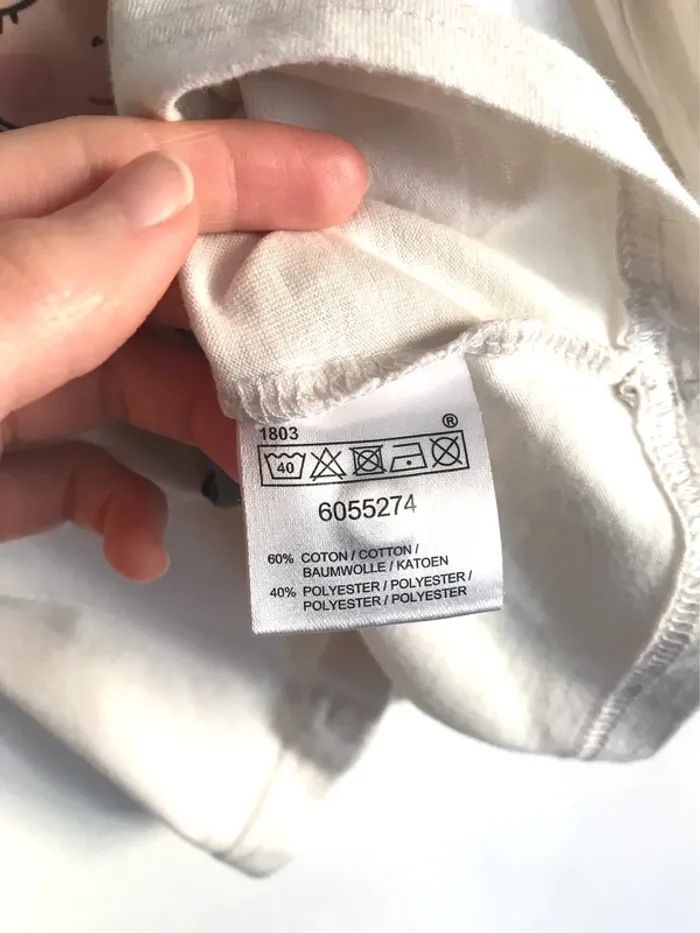 1803 ®
40
6055274
60% COTON / COTTON /
BAUMWOLLE / KATOEN
40% POLYESTER / POLYESTER /
POLYESTER / POLYESTER